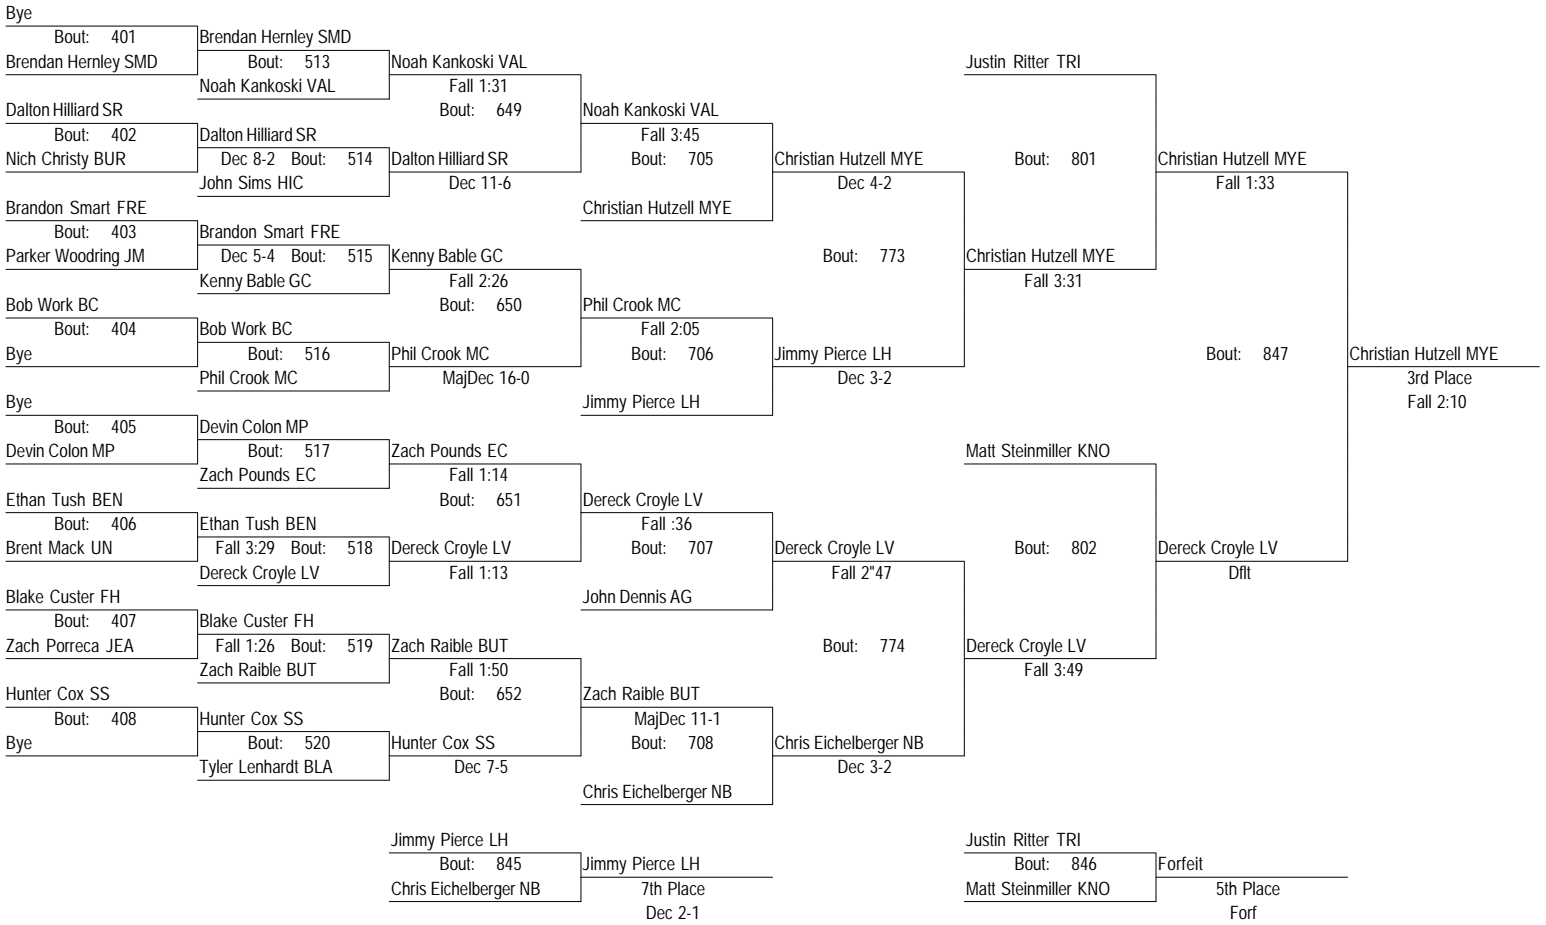 Bye
Bout: 401
Brendan Hernley SMD
Brendan Hernley SMD
Bout: 513
Noah Kankoski VAL
Noah Kankoski VAL
Fall 1:31
Bout: 649
Dalton Hilliard SR
Bout: 402
Nich Christy BUR
Dalton Hilliard SR
Dec 8-2 Bout: 514
John Sims HIC
Dalton Hilliard SR
Dec 11-6
Noah Kankoski VAL
Fall 3:45
Bout: 705
Christian Hutzell MYE
Christian Hutzell MYE
Dec 4-2
Brandon Smart FRE
Bout: 403
Parker Woodring JM
Brandon Smart FRE
Dec 5-4 Bout: 515
Kenny Bable GC
Kenny Bable GC
Fall 2:26
Bout: 650
Bob Work BC
Bout: 404
Bye
Bob Work BC
Bout: 516
Phil Crook MC
Phil Crook MC
MajDec 16-0
Phil Crook MC
Fall 2:05
Bout: 706
Jimmy Pierce LH
Jimmy Pierce LH
Dec 3-2
Bout: 773
Christian Hutzell MYE
Fall 3:31
Justin Ritter TRI
Bout: 801
Christian Hutzell MYE
Fall 1:33
Bye
Bout: 405
Devin Colon MP
Devin Colon MP
Bout: 517
Zach Pounds EC
Zach Pounds EC
Fall 1:14
Bout: 651
Ethan Tush BEN
Bout: 406
Brent Mack UN
Ethan Tush BEN
Fall 3:29 Bout: 518
Dereck Croyle LV
Dereck Croyle LV
Fall 1:13
Dereck Croyle LV
Fall :36
Bout: 707
John Dennis AG
Dereck Croyle LV
Fall 2"47
Blake Custer FH
Bout: 407
Zach Porreca JEA
Blake Custer FH
Fall 1:26 Bout: 519
Zach Raible BUT
Zach Raible BUT
Fall 1:50
Bout: 652
Hunter Cox SS
Bout: 408
Bye
Hunter Cox SS
Bout: 520
Tyler Lenhardt BLA
Hunter Cox SS
Dec 7-5
Zach Raible BUT
MajDec 11-1
Bout: 708
Chris Eichelberger NB
Chris Eichelberger NB
Dec 3-2
Bout: 774
Dereck Croyle LV
Fall 3:49
Matt Steinmiller KNO
Bout: 802
Dereck Croyle LV
Dflt
Bout: 847
Christian Hutzell MYE
3rd Place
Fall 2:10
Jimmy Pierce LH
Bout: 845
Chris Eichelberger NB
Jimmy Pierce LH
7th Place
Dec 2-1
Justin Ritter TRI
Bout: 846
Matt Steinmiller KNO
Forfeit
5th Place
Forf